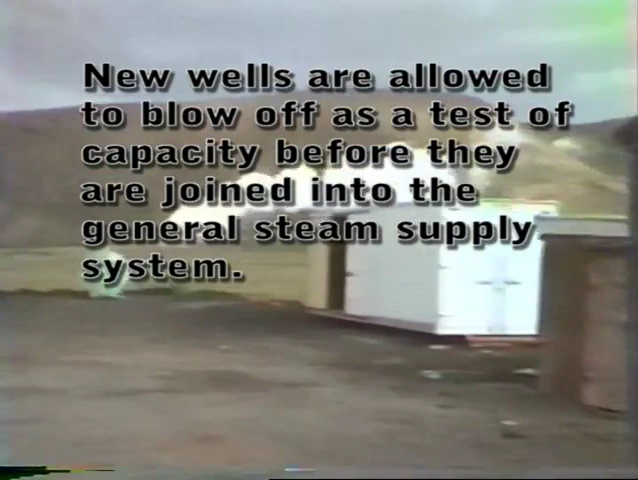 New wells are allowed
to blow off as a test of
capacity before they
are joined into the
general steam supply
system.